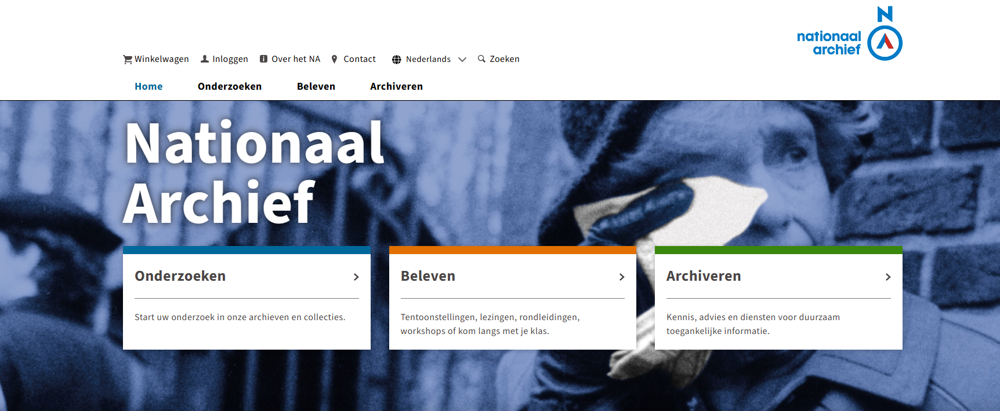 N
nationaal
archief
Winkelwagen Inloggen Over het NA Contact Nederlands Zoeken
Home Onderzoeken Beleven Archiveren
Nationaal
Archief
Onderzoeken
Start uw onderzoek in onze archieven en collecties.
Beleven
Tentoonstellingen, lezingen, rondleidingen,
workshops of kom langs met je klas.
Archiveren
Kennis, advies en diensten voor duurzaam
toegankelijke informatie.